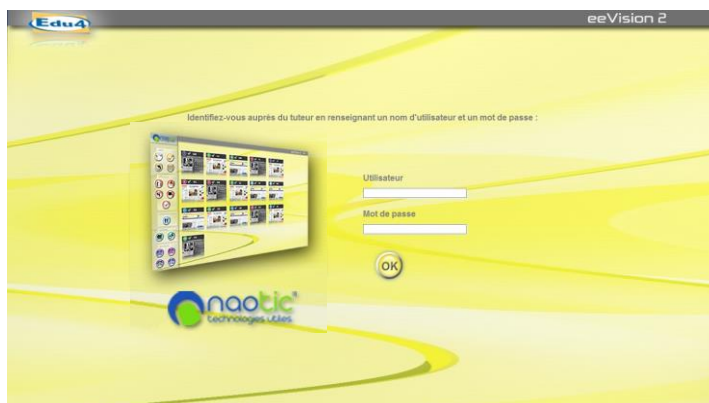 Edu4
eeVision 2
Identifiez-vous auprès du tuteur en renseignant un nom d'utilisateur et un mot de passe :
Utilisateur
Mot de passe
OK
naotic
technologies utiles